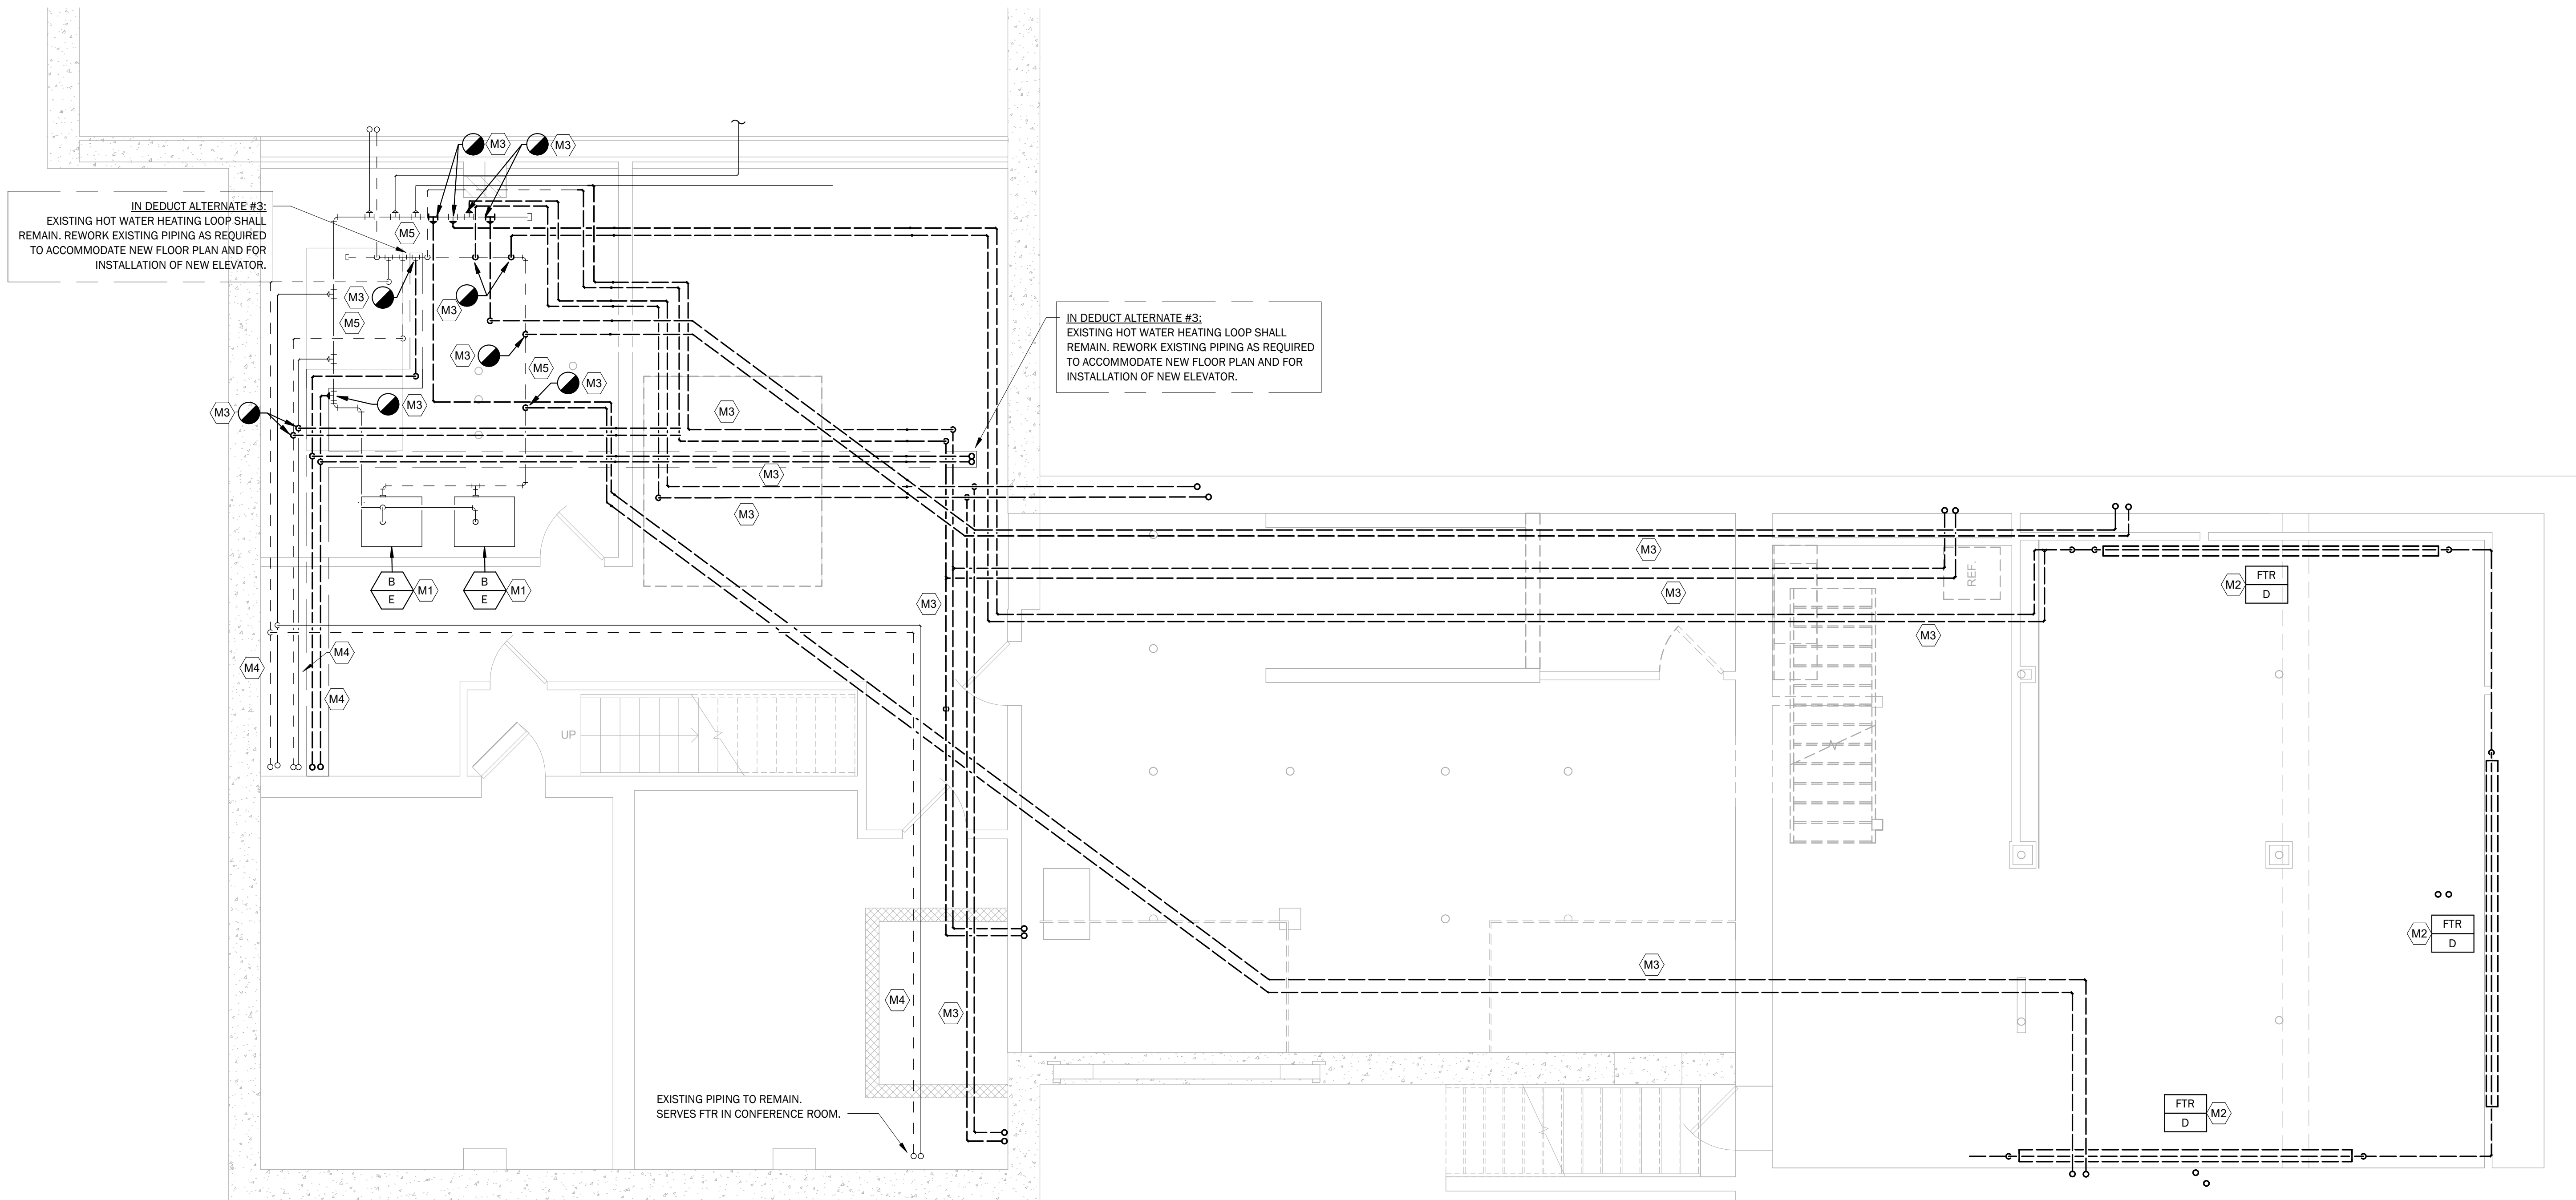 M3
M3
IN DEDUCT ALTERNATE #3:
EXISTING HOT WATER HEATING LOOP SHALL
REMAIN. REWORK EXISTING PIPING AS REQUIRED
TO ACCOMMODATE NEW FLOOR PLAN AND FOR
INSTALLATION OF NEW ELEVATOR.
M5
M3
M3
M5
M3
M5
M3
M3
M3
IN DEDUCT ALTERNATE #3:
EXISTING HOT WATER HEATING LOOP SHALL
REMAIN. REWORK EXISTING PIPING AS REQUIRED
TO ACCOMMODATE NEW FLOOR PLAN AND FOR
INSTALLATION OF NEW ELEVATOR.
M3
M3
M3
B
E
M1
B
E
M1
M3
M3
M3
M3
REF.
M2
FTR
D
M4
M4
M4
UP
M2
FTR
D
M3
M4
M3
EXISTING PIPING TO REMAIN.
SERVES FTR IN CONFERENCE ROOM.
FTR
D
M2